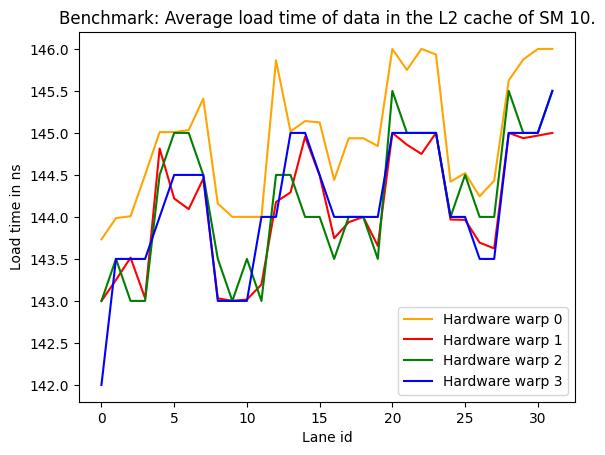 Benchmark: Average load time of data in the L2 cache of SM 10.
Load time in ns
146.0
145.5
145.0
144.5
144.0
143.5
143.0
142.5
142.0
0 5 10 15 20 25 30
Lane id
Hardware warp 0
Hardware warp 1
Hardware warp 2
Hardware warp 3